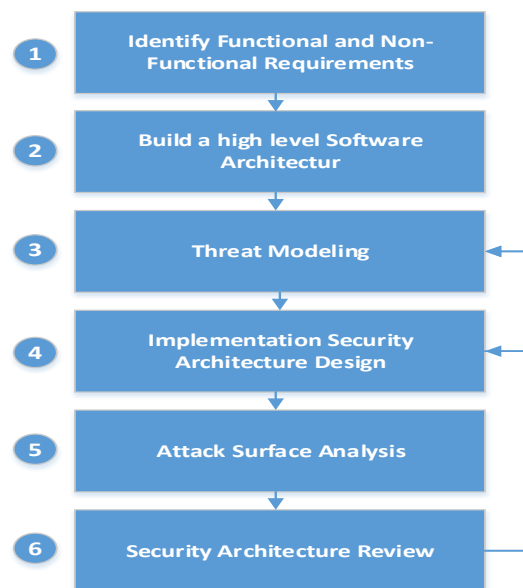 1
Identify Functional and Non-
Functional Requirements
2
Build a high level Software
Architectur
3
Threat Modeling
4
Implementation Security
Architecture Design
5
Attack Surface Analysis
6
Security Architecture Review